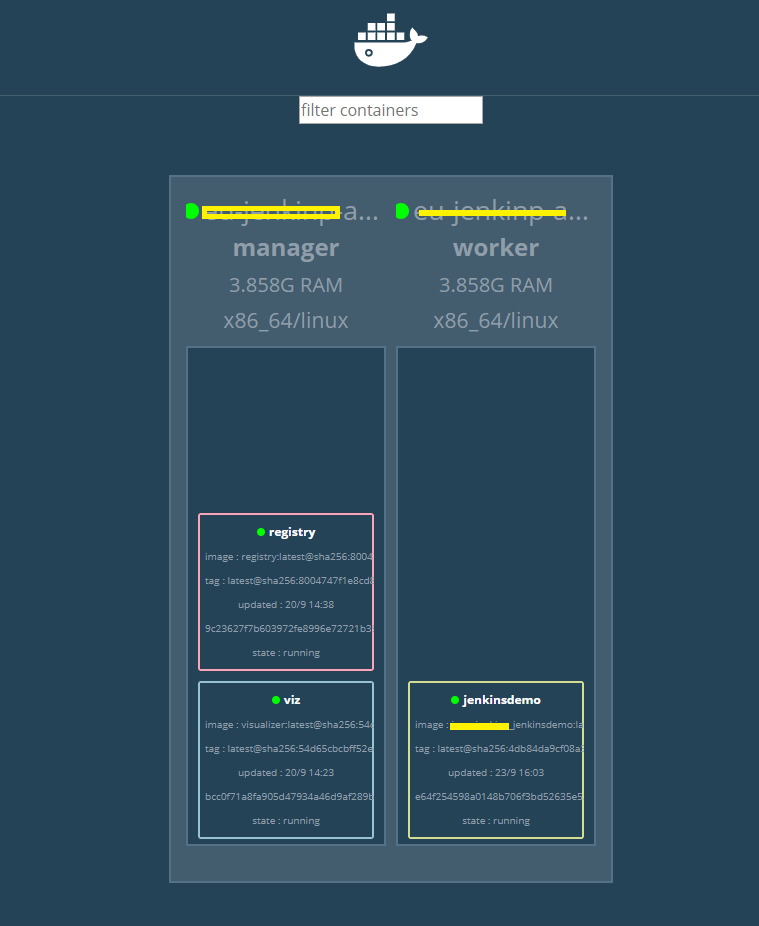 filter containers
eu-jenkinp-a...
manager
3.858G RAM
x86_64/linux
registry
image : registry:latest@sha256:8004
tag : latest@sha256:8004747f1e8cd8
updated : 20/9 14:38
9c23627f7b603972fe8996e72721b3
state : running
viz
image : visualizer:latest@sha256:54
tag : latest@sha256:54d65cbcbff52e
updated : 20/9 14:23
bcc0f71a8fa905d47934a46d9af289b
state : running
eu-jenkinp-a...
worker
3.858G RAM
x86_64/linux
jenkinsdemo
image : _jenkinsdemo:la
tag : latest@sha256:4db84da9cf08a
updated : 23/9 16:03
e64f254598a0148b706f3bd52635e5
state : running